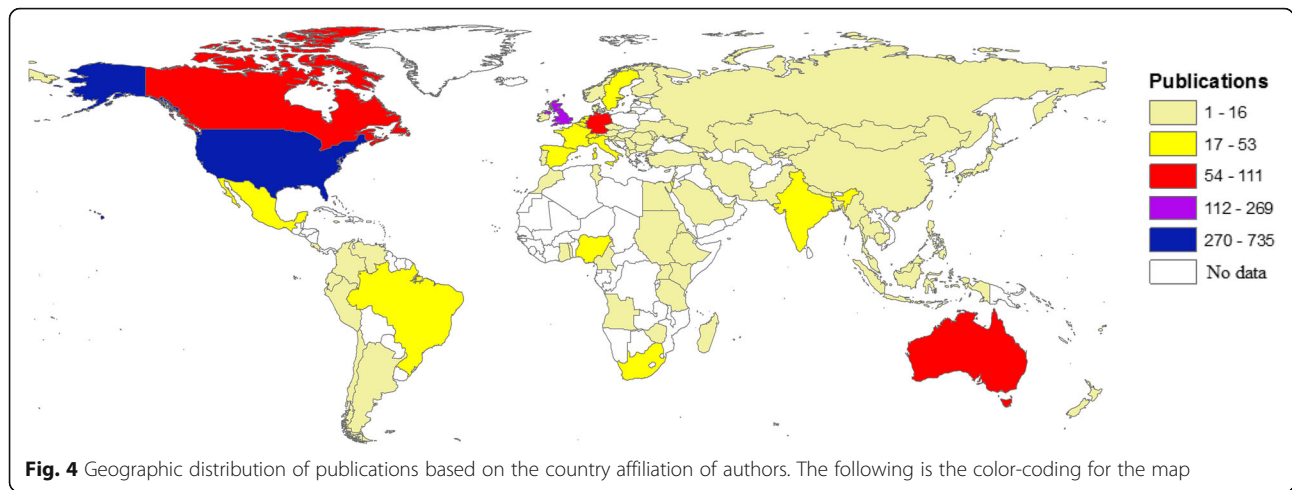 Publications
1 - 16
17 - 53
54 - 111
112 - 269
270 - 735
No data
Fig. 4 Geographic distribution of publications based on the country affiliation of authors. The following is the color-coding for the map